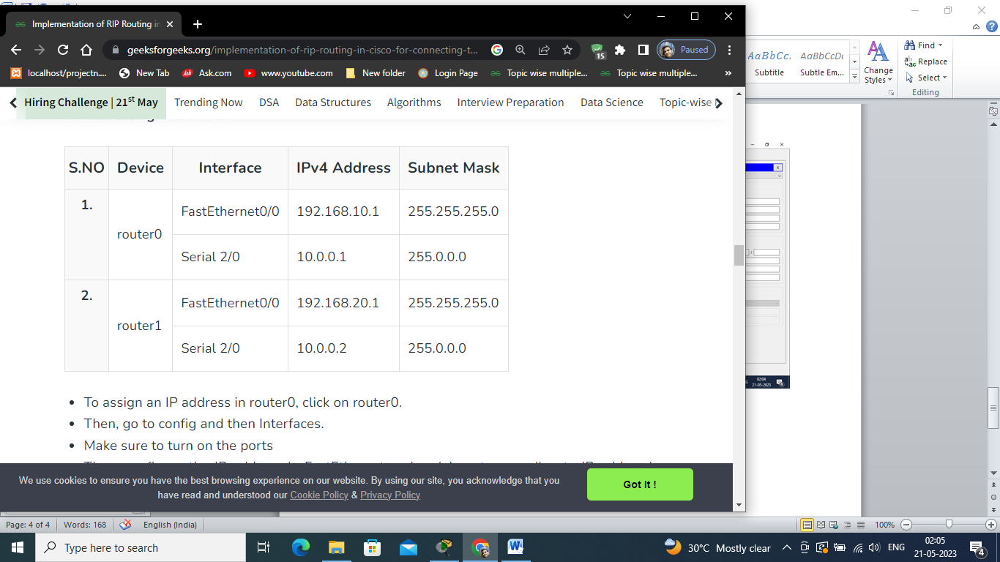 Implementation of RIP Routing in
geeksforgeeks.org/implementation-of-rip-routing-in-cisco-for-connecting-t...
15
Paused
localhost/projectn....
New Tab
Ask.com
www.youtube.com
New folder
Login Page
Topic wise multiple...
Topic wise multiple...
»
Hiring Challenge | 21st May
Trending Now
DSA
Data Structures
Algorithms
Interview Preparation
Data Science
Topic-wise
S.NO Device Interface IPv4 Address Subnet Mask
1. router0 FastEthernet0/0 192.168.10.1 255.255.255.0
Serial 2/0 10.0.0.1 255.0.0.0
2. router1 FastEthernet0/0 192.168.20.1 255.255.255.0
Serial 2/0 10.0.0.2 255.0.0.0
• To assign an IP address in router0, click on router0.
• Then, go to config and then Interfaces.
• Make sure to turn on the ports
We use cookies to ensure you have the best browsing experience on our website. By using our site, you acknowledge that you
have read and understood our Cookie Policy & Privacy Policy
Got It !
AaBbCc. AaBbCcDc
Subtitle Subtle Em...
Change
Styles
Find
Replace
Select
Editing
02:04
21-05-2023
Page: 4 of 4 Words: 168 English (India) 100%
Type here to search
30°C Mostly clear
ENG
02:05
21-05-2023
4